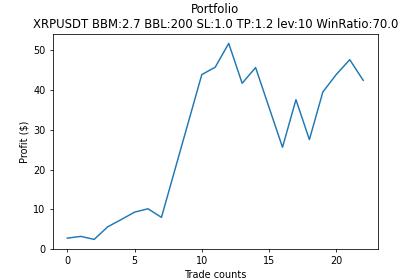 Portfolio
XRPUSDT BBM:2.7 BBL:200 SL:1.0 TP:1.2 lev:10 WinRatio:70.0
50
40
30
20
10
0
Profit ($)
0 5 10 15 20
Trade counts